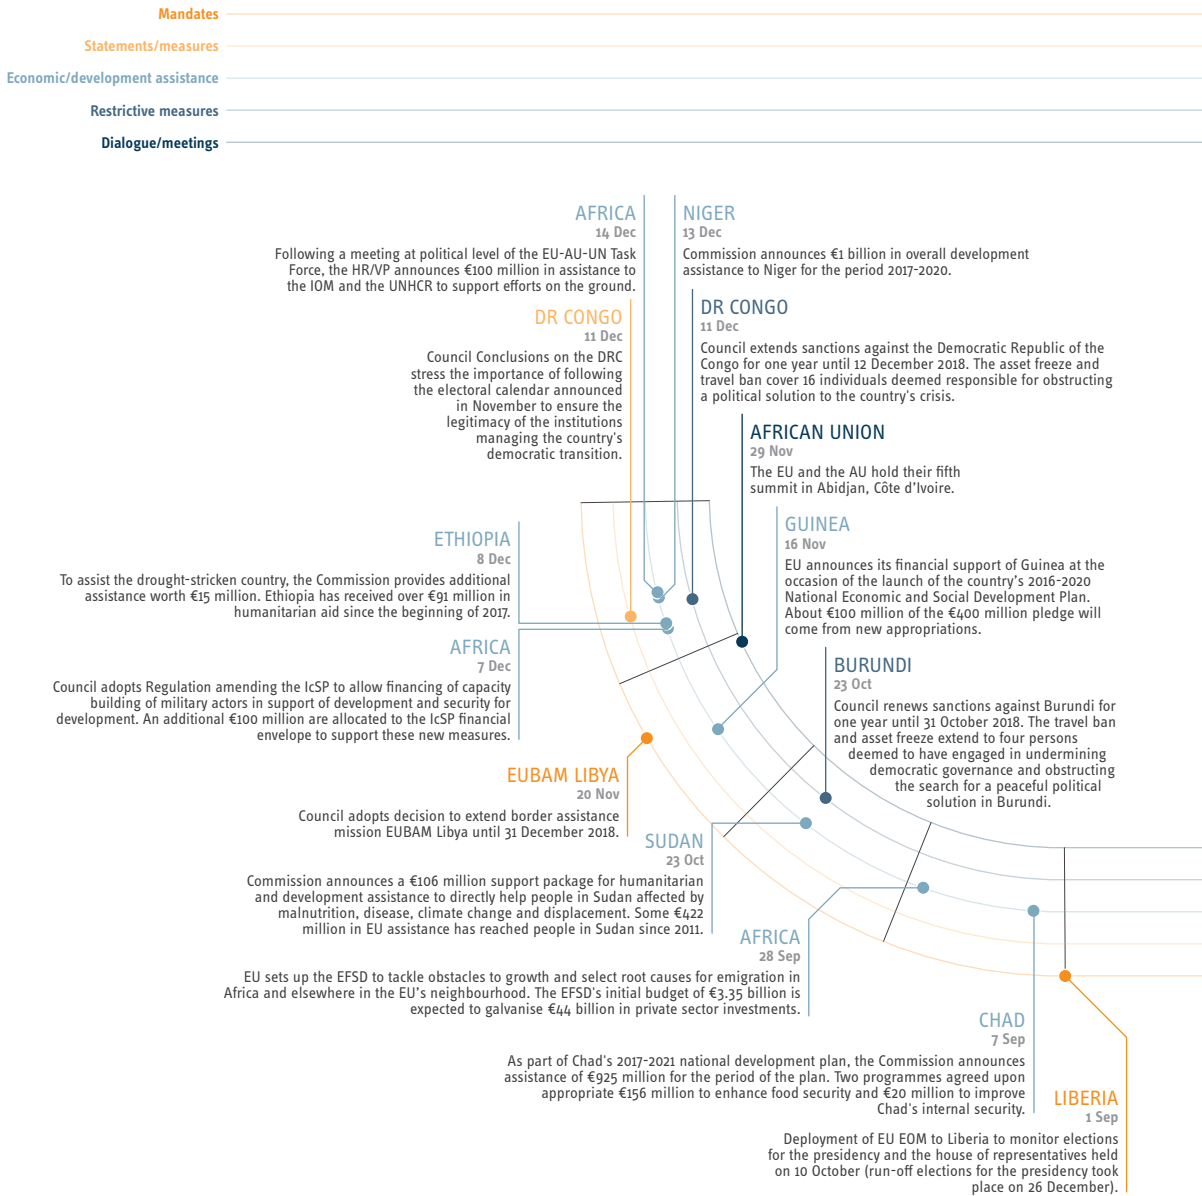 Mandates
Statements/measures
Economic/development assistance
Restrictive measures
Dialogue/meetings
AFRICA
14 Dec
Following a meeting at political level of the EU-AU-UN Task
Force, the HR/VP announces €100 million in assistance to
the IOM and the UNHCR to support efforts on the ground.
NIGER
13 Dec
Commission announces €1 billion in overall development
assistance to Niger for the period 2017-2020.
DR CONGO
11 Dec
Council Conclusions on the DRC
stress the importance of following
the electoral calendar announced
in November to ensure the
legitimacy of the institutions
managing the country's
democratic transition.
DR CONGO
11 Dec
Council extends sanctions against the Democratic Republic of the
Congo for one year until 12 December 2018. The asset freeze and
travel ban cover 16 individuals deemed responsible for obstructing
a political solution to the country's crisis.
AFRICAN UNION
29 Nov
The EU and the AU hold their fifth
summit in Abidjan, Côte d’Ivoire.
ETHIOPIA
8 Dec
To assist the drought-stricken country, the Commission provides additional
assistance worth €15 million. Ethiopia has received over €91 million in
humanitarian aid since the beginning of 2017.
GUINEA
16 Nov
EU announces its financial support of Guinea at the
occasion of the launch of the country’s 2016-2020
National Economic and Social Development Plan.
About €100 million of the €400 million pledge will
come from new appropriations.
AFRICA
7 Dec
Council adopts Regulation amending the IcSP to allow financing of capacity
building of military actors in support of development and security for
development. An additional €100 million are allocated to the IcSP financial
envelope to support these new measures.
BURUNDI
23 Oct
Council renews sanctions against Burundi for
one year until 31 October 2018. The travel ban
and asset freeze extend to four persons
deemed to have engaged in undermining
democratic governance and obstructing
the search for a peaceful political
solution in Burundi.
EUBAM LIBYA
20 Nov
Council adopts decision to extend border assistance
mission EUBAM Libya until 31 December 2018.
SUDAN
23 Oct
Commission announces a €106 million support package for humanitarian
and development assistance to directly help people in Sudan affected by
malnutrition, disease, climate change and displacement. Some €422
million in EU assistance has reached people in Sudan since 2011.
AFRICA
28 Sep
EU sets up the EFSD to tackle obstacles to growth and select root causes for emigration in
Africa and elsewhere in the EU’s neighbourhood. The EFSD's initial budget of €3.35 billion is
expected to galvanise €44 billion in private sector investments.
CHAD
7 Sep
As part of Chad's 2017-2021 national development plan, the Commission announces
assistance of €925 million for the period of the plan. Two programmes agreed upon
appropriate €156 million to enhance food security and €20 million to improve
Chad's internal security.
LIBERIA
1 Sep
Deployment of EU EOM to Liberia to monitor elections
for the presidency and the house of representatives held
on 10 October (run-off elections for the presidency took
place on 26 December).